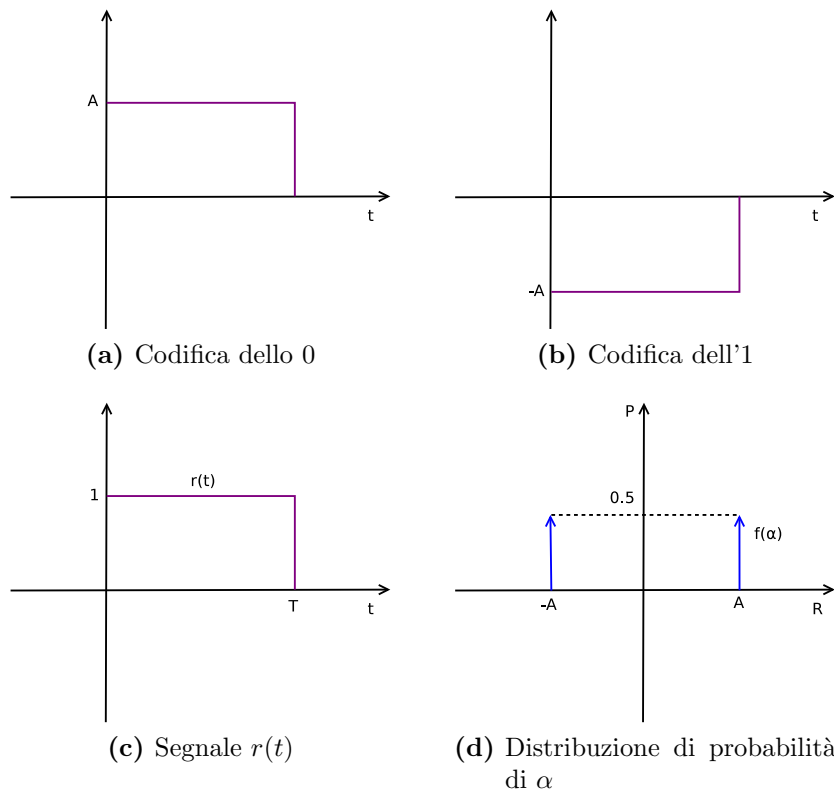 A
t
-A
t
(a) Codifica dello 0
(b) Codifica dell'1
r(t)
1
T
t
P
0.5
f(α)
-A
A
R
(c) Segnale r(t)
(d) Distribuzione di probabilità
di α